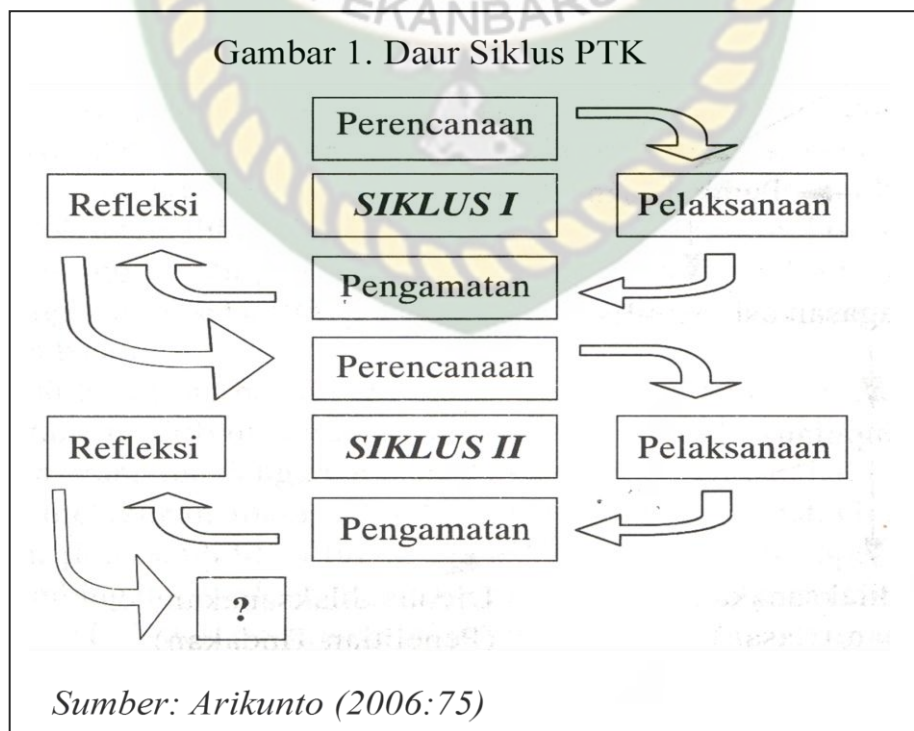 PEKANBARU
Gambar 1. Daur Siklus PTK
Perencanaan
Refleksi
SIKLUS I
Pelaksanaan
Pengamatan
Perencanaan
Refleksi
SIKLUS II
Pelaksanaan
Pengamatan
?
Sumber: Arikunto (2006:75)